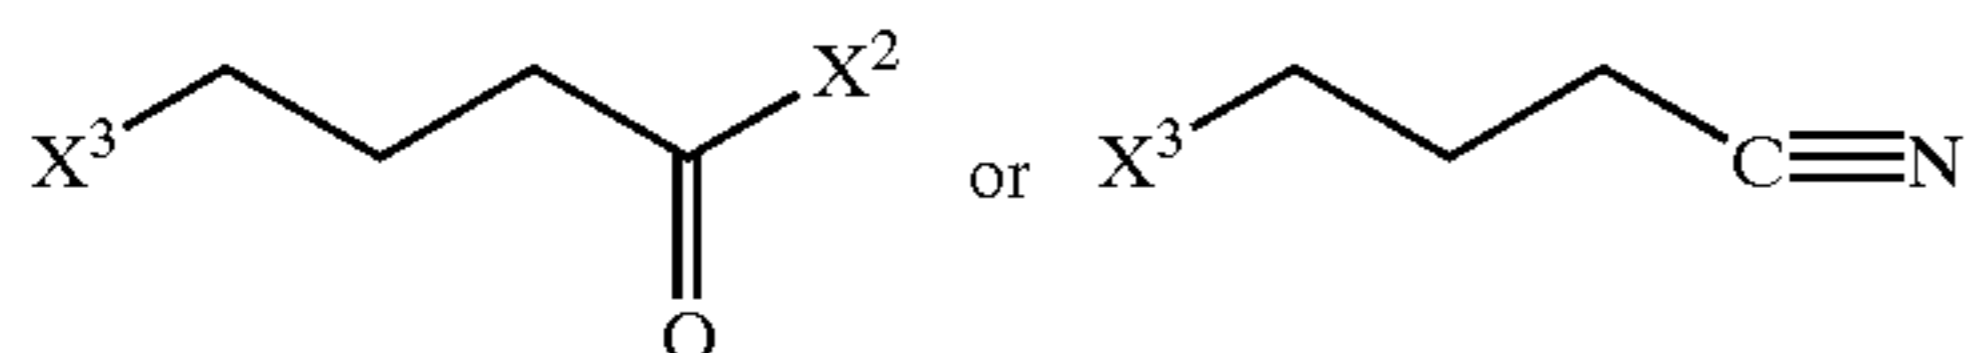 X² 
X³ or X³ C≡N
O